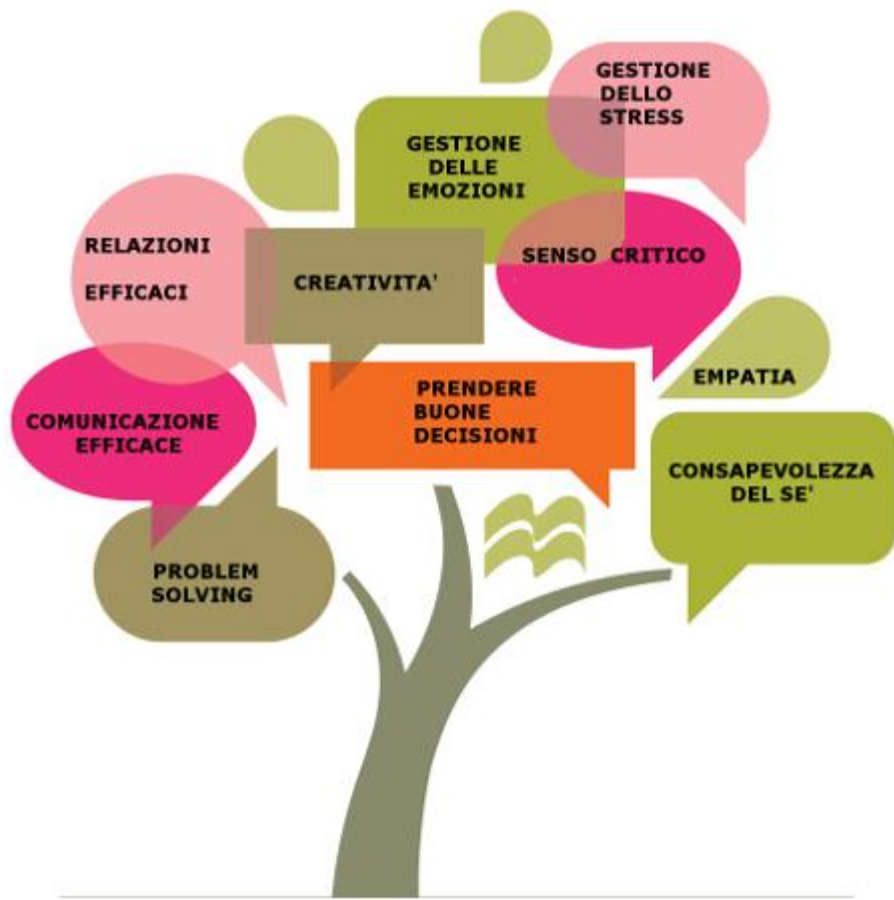 GESTIONE
DELLO
STRESS
GESTIONE
DELLE
EMOZIONI
RELAZIONI
EFFICACI
CREATIVITA'
SENSO CRITICO
PRENDERE
BUONE
DECISIONI
EMPATIA
COMUNICAZIONE
EFFICACE
CONSAPEVOLEZZA
DEL SE'
PROBLEM
SOLVING